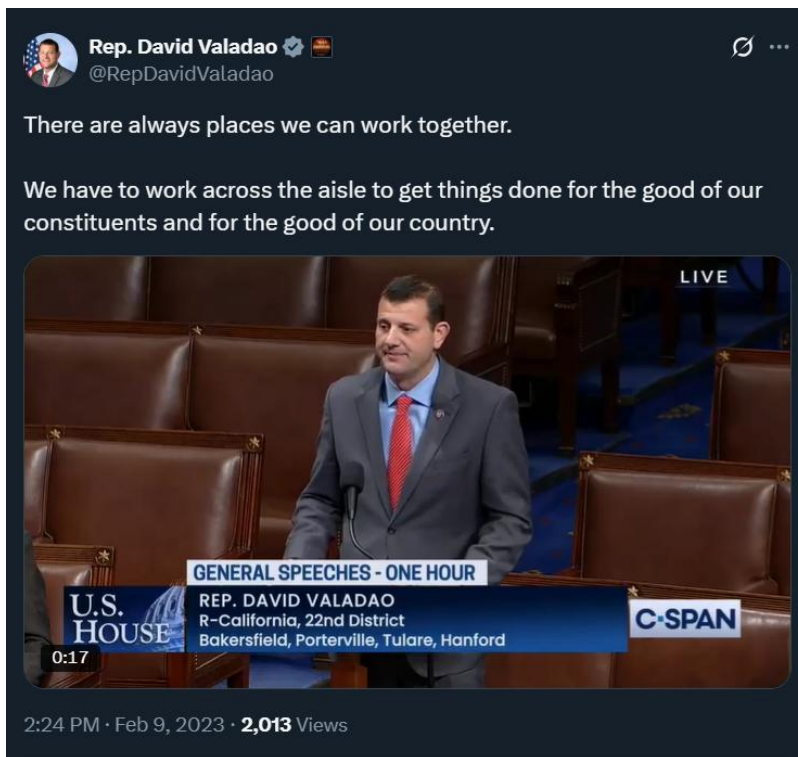 Rep. David Valadao
@RepDavidValadao
There are always places we can work together.
We have to work across the aisle to get things done for the good of our
constituents and for the good of our country.
LIVE
GENERAL SPEECHES - ONE HOUR
U.S.
HOUSE
REP. DAVID VALADAO
R-California, 22nd District
Bakersfield, Porterville, Tulare, Hanford
C-SPAN
0:17
2:24 PM · Feb 9, 2023 · 2,013 Views